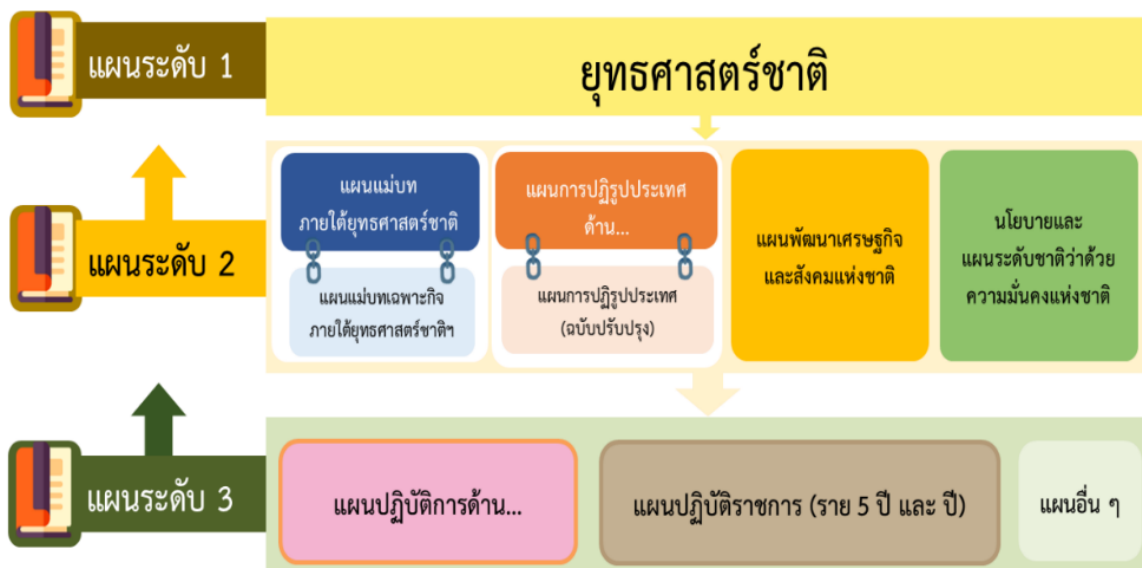 แผนระดับ 1
ยุทธศาสตร์ชาติ
แผนระดับ 2
แผนแม่บท
ภายใต้ยุทธศาสตร์ชาติ
แผนแม่บทเฉพาะกิจ
ภายใต้ยุทธศาสตร์ชาติฯ
แผนการปฏิรูปประเทศ
ด้าน...
แผนการปฏิรูปประเทศ
(ฉบับปรับปรุง)
แผนพัฒนาเศรษฐกิจ
และสังคมแห่งชาติ
นโยบายและ
แผนระดับชาติว่าด้วย
ความมั่นคงแห่งชาติ
แผนระดับ 3
แผนปฏิบัติการด้าน...
แผนปฏิบัติราชการ (ราย 5 ปี และ ปี)
แผนอื่น ๆ